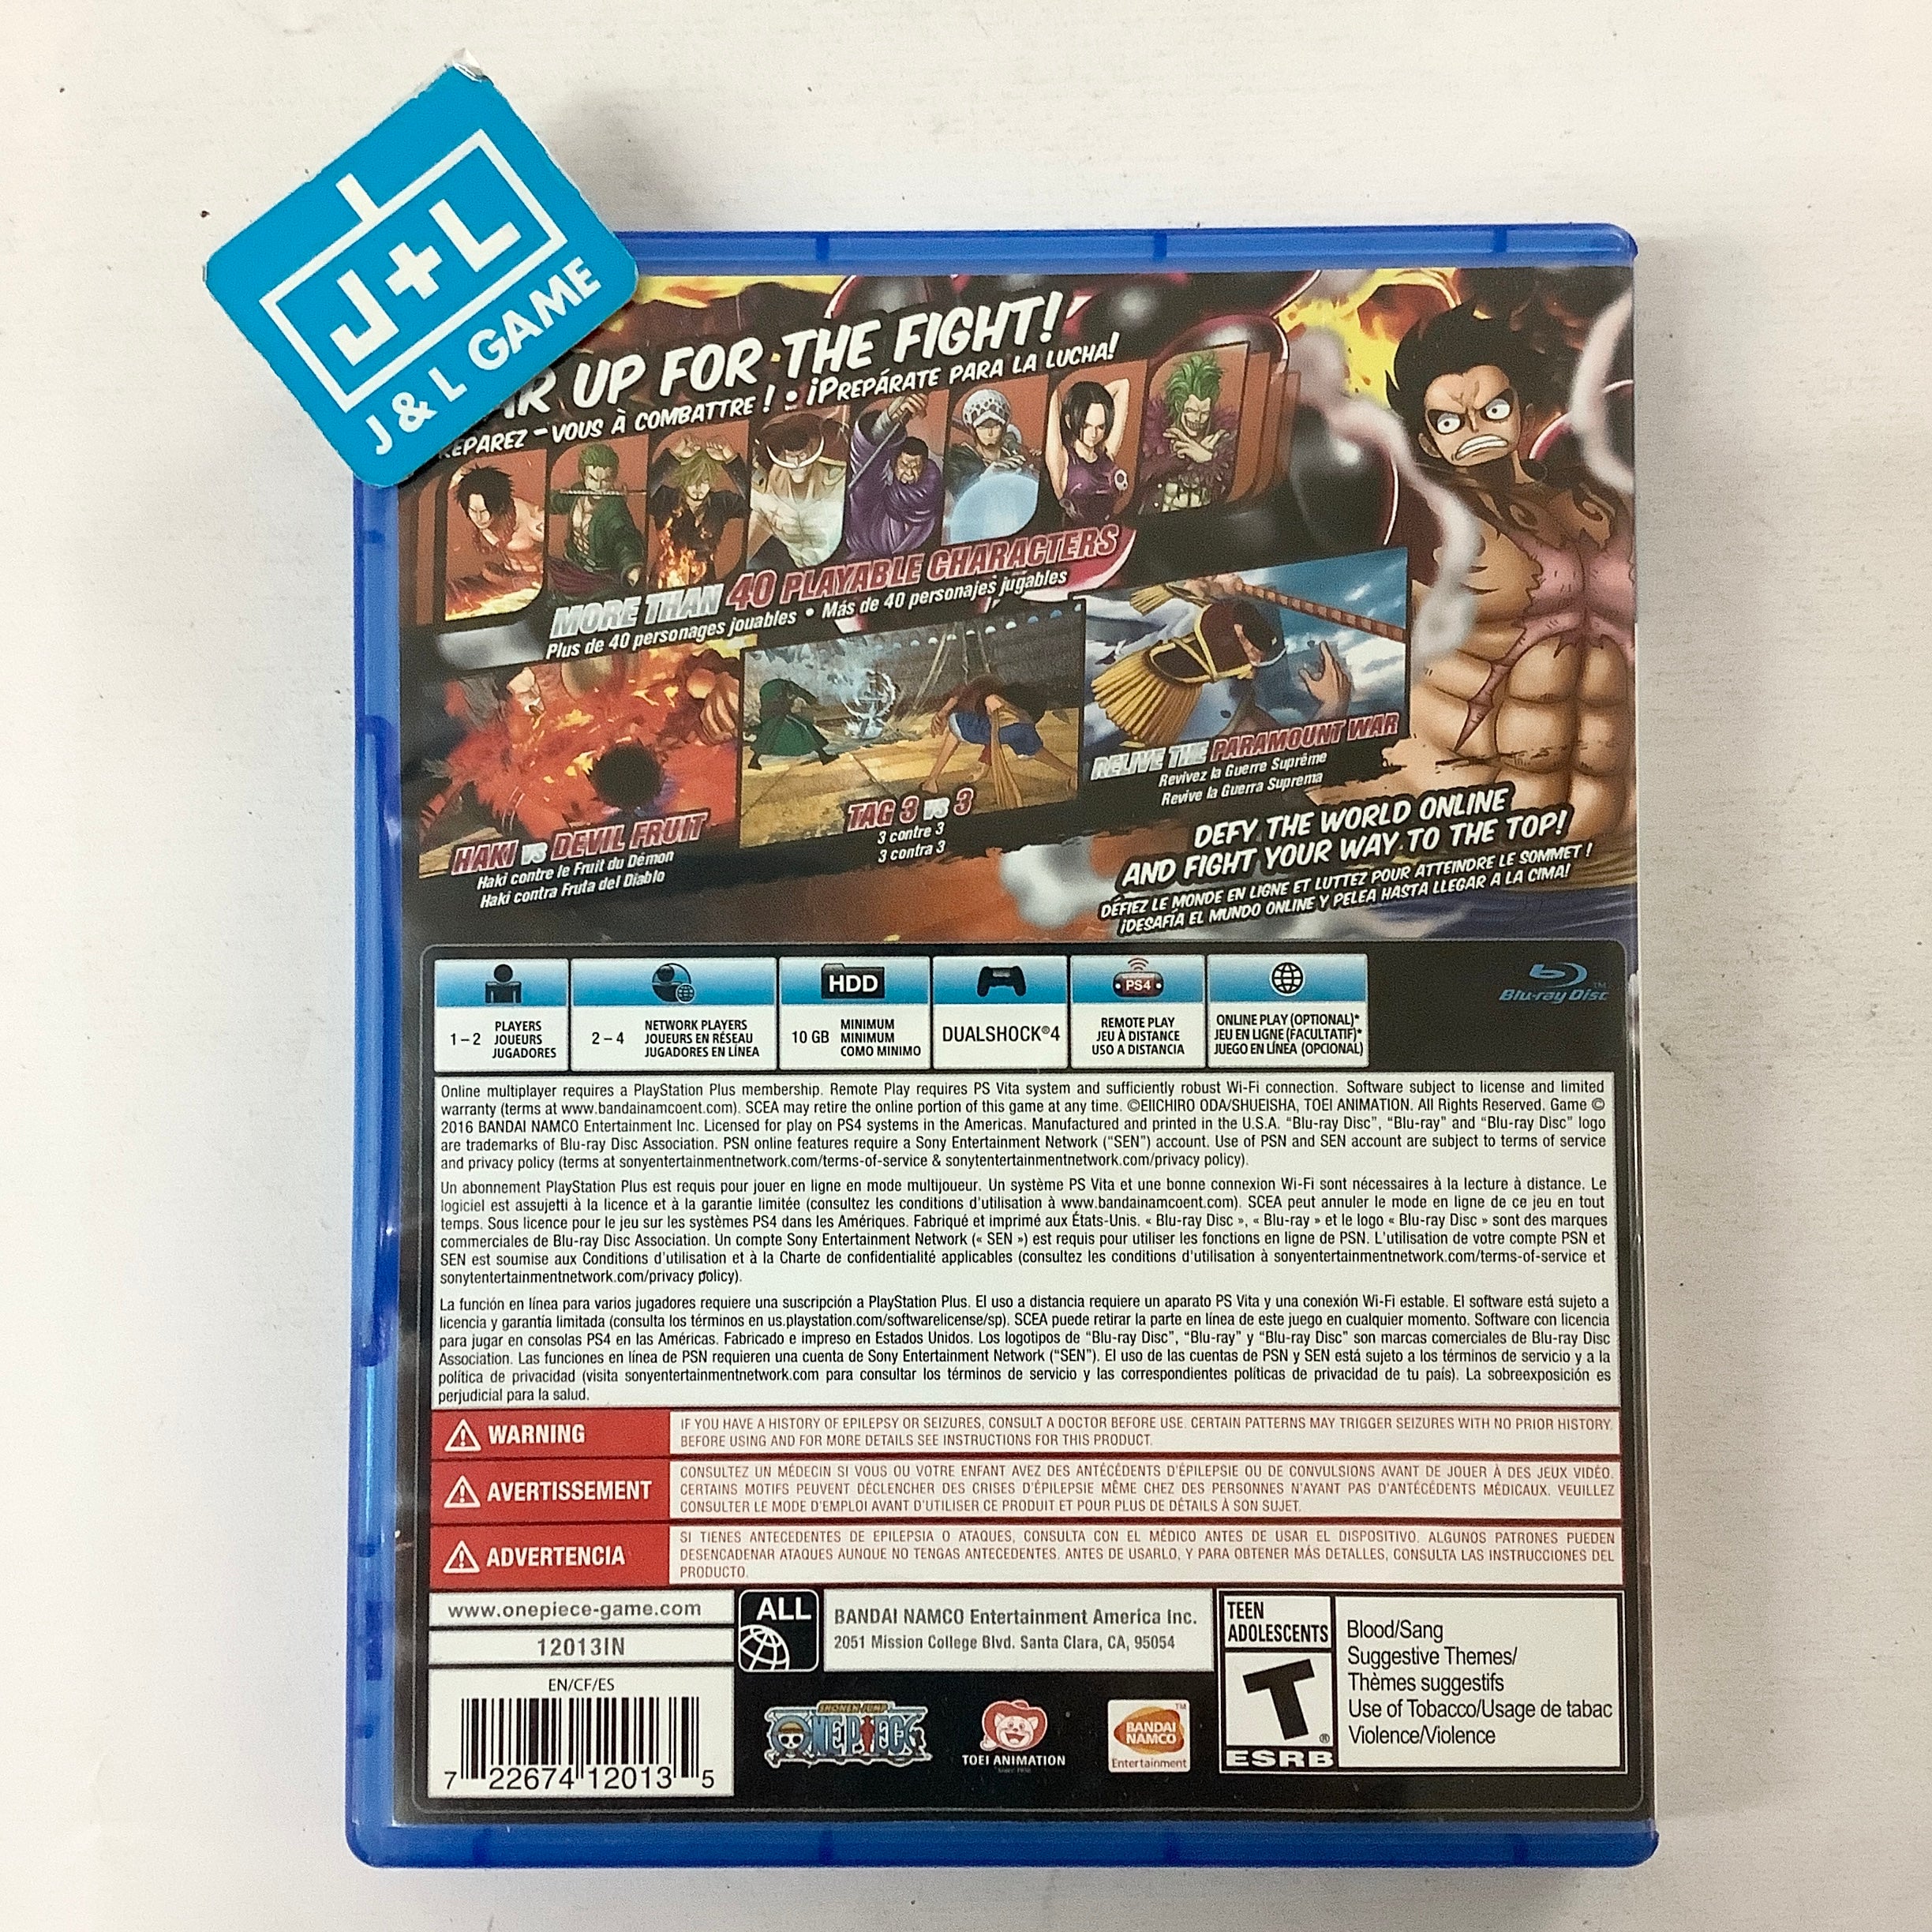 J+L
J & L GAME
UP FOR THE FIGHT!
-VOUS À COMBATTRE ! • ¡PREPÁRATE PARA LA LUCHA!
MORE THAN 40 PLAYABLE CHARACTERS
Plus de 40 personages jouables • Más de 40 personajes jugables
HAKI VS DEVIL FRUIT
Haki contre le Fruit du Démon
Haki contra Fruta del Diablo
TAG 3 VS 3
3 contre 3
3 contra 3
RELIVE THE PARAMOUNT WAR
Revivez la Guerre Suprême
Revive la Guerra Suprema
DEFY THE WORLD ONLINE
AND FIGHT YOUR WAY TO THE TOP!
DÉFIEZ LE MONDE EN LIGNE ET LUTTEZ POUR ATTEINDRE LE SOMMET !
¡DESAFÍA EL MUNDO ONLINE Y PELEA HASTA LLEGAR A LA CIMA!
1 – 2 PLAYERS
JOUEURS
JUGADORES
2 – 4 NETWORK PLAYERS
JOUEURS EN RÉSEAU
JUGADORES EN LÍNEA
HDD
10 GB MINIMUM
MINIMUM
COMO MINIMO
DUALSHOCK®4
PS4
REMOTE PLAY
JEU À DISTANCE
USO A DISTANCIA
ONLINE PLAY (OPTIONAL)*
JEU EN LIGNE (FACULTATIF)*
JUEGO EN LÍNEA (OPCIONAL)
Blu-ray Disc™
Online multiplayer requires a PlayStation Plus membership. Remote Play requires PS Vita system and sufficiently robust Wi-Fi connection. Software subject to license and limited
warranty (terms at www.bandainamcoent.com). SCEA may retire the online portion of this game at any time. ©EIICHIRO ODA/SHUEISHA, TOEI ANIMATION. All Rights Reserved. Game ©
2016 BANDAI NAMCO Entertainment Inc. Licensed for play on PS4 systems in the Americas. Manufactured and printed in the U.S.A. “Blu-ray Disc”, “Blu-ray” and “Blu-ray Disc” logo
are trademarks of Blu-ray Disc Association. PSN online features require a Sony Entertainment Network (“SEN”) account. Use of PSN and SEN account are subject to terms of service
and privacy policy (terms at sonyentertainmentnetwork.com/terms-of-service & sonytentertainmentnetwork.com/privacy policy).
Un abonnement PlayStation Plus est requis pour jouer en ligne en mode multijoueur. Un système PS Vita et une bonne connexion Wi-Fi sont nécessaires à la lecture à distance. Le
logiciel est assujetti à la licence et à la garantie limitée (consultez les conditions d'utilisation à www.bandainamcoent.com). SCEA peut annuler le mode en ligne de ce jeu en tout
temps. Sous licence pour le jeu sur les systèmes PS4 dans les Amériques. Fabriqué et imprimé aux États-Unis. « Blu-ray Disc », « Blu-ray » et le logo « Blu-ray Disc » sont des marques
commerciales de Blu-ray Disc Association. Un compte Sony Entertainment Network (« SEN ») est requis pour utiliser les fonctions en ligne de PSN. L'utilisation de votre compte PSN et
SEN est soumise aux Conditions d'utilisation et à la Charte de confidentialité applicables (consultez les conditions d'utilisation à sonyentertainmentnetwork.com/terms-of-service et
sonytentertainmentnetwork.com/privacy policy).
La función en línea para varios jugadores requiere una suscripción a PlayStation Plus. El uso a distancia requiere un aparato PS Vita y una conexión Wi-Fi estable. El software está sujeto a
licencia y garantía limitada (consulta los términos en us.playstation.com/softwarelicense/sp). SCEA puede retirar la parte en línea de este juego en cualquier momento. Software con licencia
para jugar en consolas PS4 en las Américas. Fabricado e impreso en Estados Unidos. Los logotipos de “Blu-ray Disc”, “Blu-ray” y “Blu-ray Disc” son marcas comerciales de Blu-ray Disc
Association. Las funciones en línea de PSN requieren una cuenta de Sony Entertainment Network (“SEN”). El uso de las cuentas de PSN y SEN está sujeto a los términos de servicio y a la
política de privacidad (visita sonyentertainmentnetwork.com para consultar los términos de servicio y las correspondientes políticas de privacidad de tu país). La sobreexposición es
perjudicial para la salud.
WARNING
IF YOU HAVE A HISTORY OF EPILEPSY OR SEIZURES, CONSULT A DOCTOR BEFORE USE. CERTAIN PATTERNS MAY TRIGGER SEIZURES WITH NO PRIOR HISTORY.
BEFORE USING AND FOR MORE DETAILS SEE INSTRUCTIONS FOR THIS PRODUCT.
AVERTISSEMENT
CONSULTEZ UN MÉDECIN SI VOUS OU VOTRE ENFANT AVEZ DES ANTÉCÉDENTS D'ÉPILEPSIE OU DE CONVULSIONS AVANT DE JOUER À DES JEUX VIDÉO.
CERTAINS MOTIFS PEUVENT DÉCLENCHER DES CRISES D'ÉPILEPSIE MÊME CHEZ DES PERSONNES N'AYANT PAS D'ANTÉCÉDENTS MÉDICAUX. VEUILLEZ
CONSULTER LE MODE D'EMPLOI AVANT D'UTILISER CE PRODUIT ET POUR PLUS DE DÉTAILS À SON SUJET.
ADVERTENCIA
SI TIENES ANTECEDENTES DE EPILEPSIA O ATAQUES, CONSULTA CON EL MÉDICO ANTES DE USAR EL DISPOSITIVO. ALGUNOS PATRONES PUEDEN
DESENCADENAR ATAQUES AUNQUE NO TENGAS ANTECEDENTES. ANTES DE USARLO, Y PARA OBTENER MÁS DETALLES, CONSULTA LAS INSTRUCCIONES DEL
PRODUCTO.
www.onepiece-game.com
12013IN
EN/CF/ES
7 22674 12013 5
ALL
BANDAI NAMCO Entertainment America Inc.
2051 Mission College Blvd. Santa Clara, CA, 95054
SHONEN JUMP
ONE PIECE
TOEI ANIMATION
BANDAI
NAMCO
Entertainment
TEEN
ADOLESCENTS
T
ESRB
Blood/Sang
Suggestive Themes/
Thèmes suggestifs
Use of Tobacco/Usage de tabac
Violence/Violence